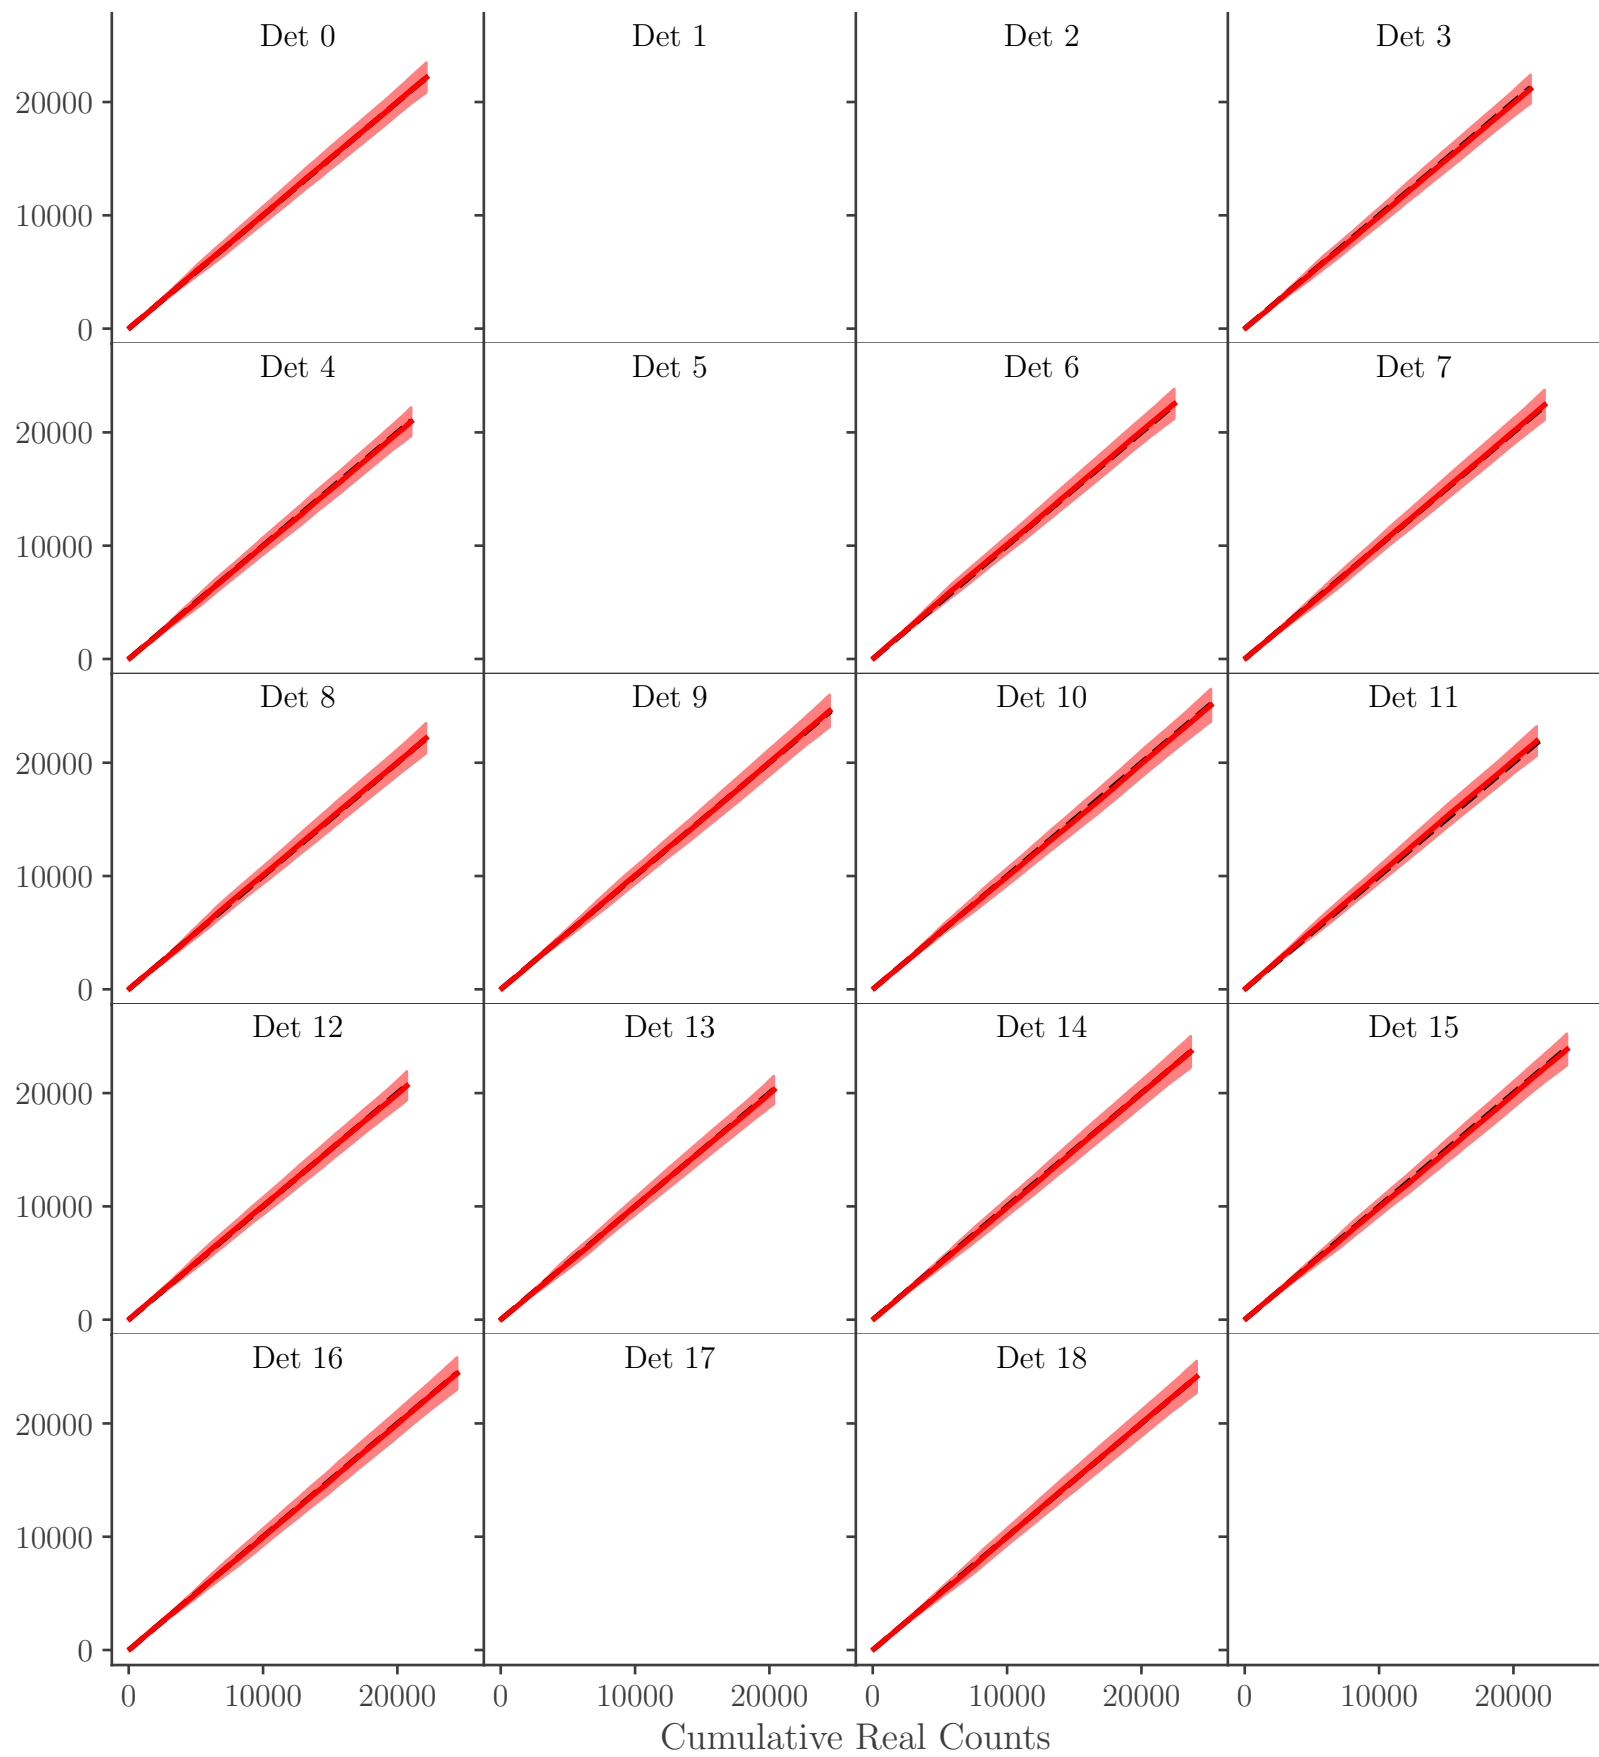 Det 0 Det 1 Det 2 Det 3
20000
10000
0
Det 4 Det 5 Det 6 Det 7
20000
10000
0
Det 8 Det 9 Det 10 Det 11
20000
10000
0
Det 12 Det 13 Det 14 Det 15
20000
10000
0
Det 16 Det 17 Det 18
20000
10000
0
0 10000 20000 0 10000 20000 0 10000 20000 0 10000 20000
Cumulative Real Counts